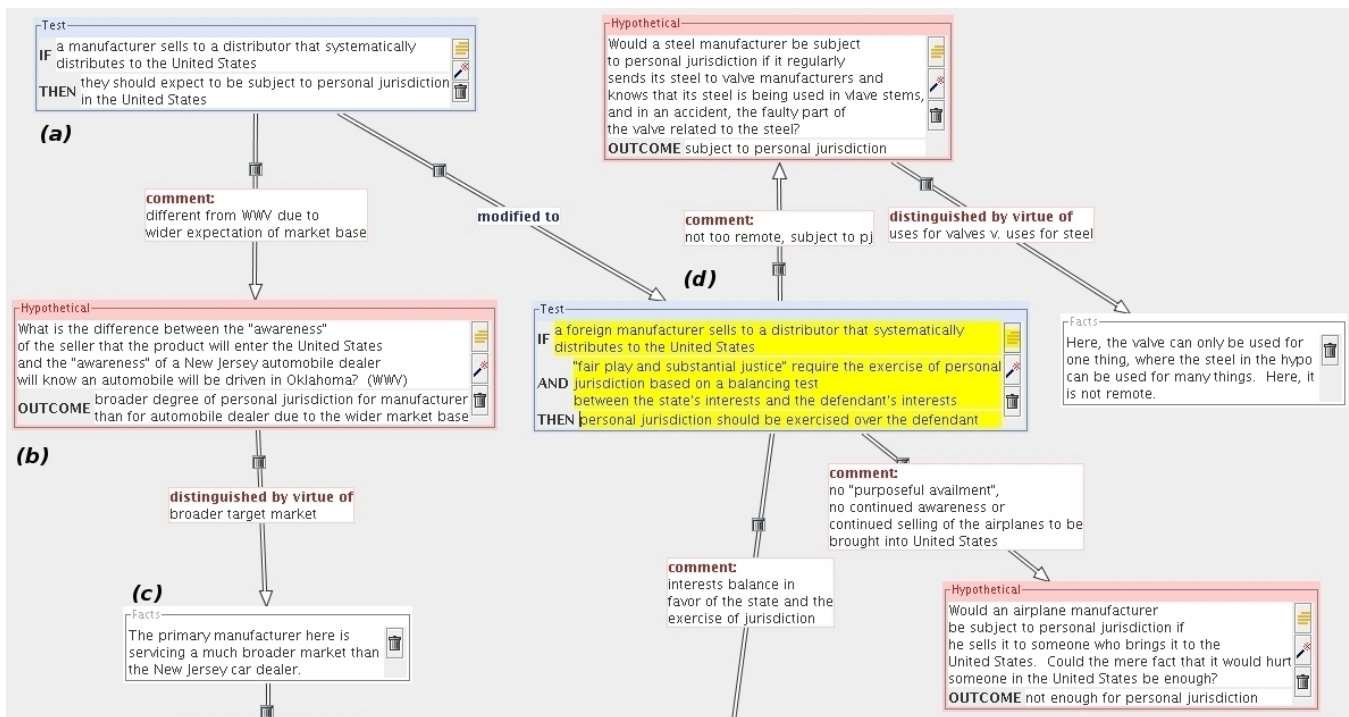 Test
IF a manufacturer sells to a distributor that systematically
distributes to the United States
THEN they should expect to be subject to personal jurisdiction
in the United States
(a)
comment:
different from WWV due to
wider expectation of market base
modified to
Hypothetical
What is the difference between the "awareness"
of the seller that the product will enter the United States
and the "awareness" of a New Jersey automobile dealer
will know an automobile will be driven in Oklahoma? (WWV)
OUTCOME broader degree of personal jurisdiction for manufacturer
than for automobile dealer due to the wider market base
(b)
distinguished by virtue of
broader target market
(c)
Facts
The primary manufacturer here is
servicing a much broader market than
the New Jersey car dealer.
Hypothetical
Would a steel manufacturer be subject
to personal jurisdiction if it regularly
sends its steel to valve manufacturers and
knows that its steel is being used in vlave stems,
and in an accident, the faulty part of
the valve related to the steel?
OUTCOME subject to personal jurisdiction
comment:
not too remote, subject to pj
distinguished by virtue of
uses for valves v. uses for steel
(d)
Test
IF a foreign manufacturer sells to a distributor that systematically
distributes to the United States
AND "fair play and substantial justice" require the exercise of personal
jurisdiction based on a balancing test
between the state's interests and the defendant's interests
THEN personal jurisdiction should be exercised over the defendant
Facts
Here, the valve can only be used for
one thing, where the steel in the hypo
can be used for many things. Here, it
is not remote.
comment:
no "purposeful availment",
no continued awareness or
continued selling of the airplanes to be
brought into United States
comment:
interests balance in
favor of the state and the
exercise of jurisdiction
Hypothetical
Would an airplane manufacturer
be subject to personal jurisdiction if
he sells it to someone who brings it to the
United States. Could the mere fact that it would hurt
someone in the United States be enough?
OUTCOME not enough for personal jurisdiction